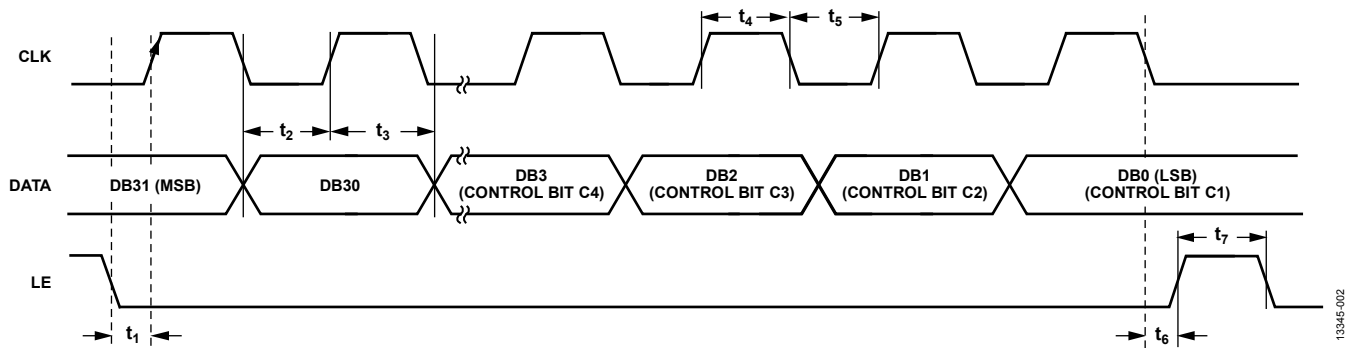 t4 t5
CLK
t2 t3
DATA
DB31 (MSB)
DB30
DB3
(CONTROL BIT C4)
DB2
(CONTROL BIT C3)
DB1
(CONTROL BIT C2)
DB0 (LSB)
(CONTROL BIT C1)
t7
LE
t1
t6
13345-002